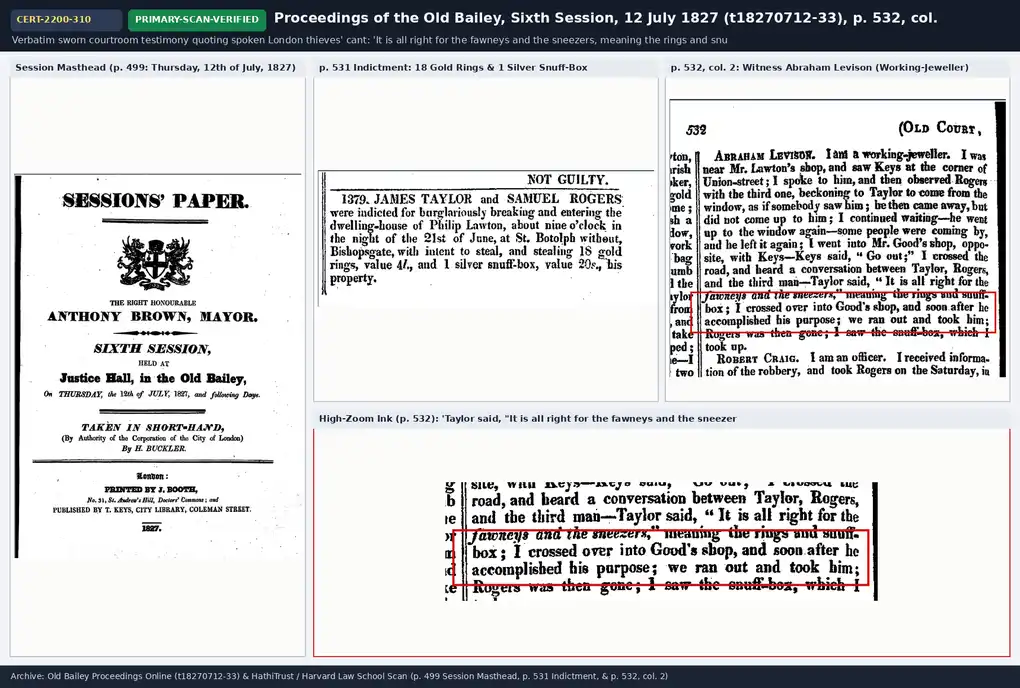 CERT-2200-310
PRIMARY-SCAN-VERIFIED
Proceedings of the Old Bailey, Sixth Session, 12 July 1827 (t18270712-33), p. 532, col.
Verbatim sworn courtroom testimony quoting spoken London thieves' cant: 'It is all right for the fawneys and the sneezers, meaning the rings and snu
Session Masthead (p. 499: Thursday, 12th of July, 1827)
SESSIONS' PAPER.
THE RIGHT HONOURABLE
ANTHONY BROWN, MAYOR.
SIXTH SESSION,
HELD AT
Justice Hall, in the Old Bailey,
On THURSDAY, the 12th of JULY, 1827, and following Days.
TAKEN IN SHORT-HAND,
(By Authority of the Corporation of the City of London)
By H. BUCKLER.
London:
PRINTED BY J. BOOTH,
No. 31, St. Andrew's Hill, Doctors' Commons; and
PUBLISHED BY T. KEYS, CITY LIBRARY, COLEMAN STREET.
1827.
p. 531 Indictment: 18 Gold Rings & 1 Silver Snuff-Box
NOT GUILTY.
1379. JAMES TAYLOR and SAMUEL ROGERS
were indicted for burglariously breaking and entering the
dwelling-house of Philip Lawton, about nine o'clock in
the night of the 21st of June, at St. Botolph without,
Bishopsgate, with intent to steal, and stealing 18 gold
rings, value 4l., and 1 silver snuff-box, value 20s., his
property.
p. 532, col. 2: Witness Abraham Levison (Working-Jeweller)
532 (OLD COURT,
ABRAHAM LEVISON. I am a working-jeweller. I was
near Mr. Lawton's shop, and saw Keys at the corner of
Union-street; I spoke to him, and then observed Rogers
with the third one, beckoning to Taylor to come from the
window, as if somebody saw him; he then came away, but
did not come up to him; I continued waiting—he went
up to the window again—some people were coming by,
and he left it again; I went into Mr. Good's shop, oppo-
site, with Keys—Keys said, "Go out;" I crossed the
road, and heard a conversation between Taylor, Rogers,
and the third man—Taylor said, "It is all right for the
fawneys and the sneezers," meaning the rings and snuff-
box; I crossed over into Good's shop, and soon after he
accomplished his purpose; we ran out and took him;
Rogers was then gone; I saw the snuff-box, which I
took up.
ROBERT CRAIG. I am an officer. I received informa-
tion of the robbery, and took Rogers on the Saturday, in
High-Zoom Ink (p. 532): 'Taylor said, "It is all right for the fawneys and the sneezer
site, with Keys—Keys said, "Go out;" I crossed the
road, and heard a conversation between Taylor, Rogers,
and the third man—Taylor said, "It is all right for the
fawneys and the sneezers," meaning the rings and snuff-
box; I crossed over into Good's shop, and soon after he
accomplished his purpose; we ran out and took him;
Rogers was then gone; I saw the snuff-box, which I
Archive: Old Bailey Proceedings Online (t18270712-33) & HathiTrust / Harvard Law School Scan (p. 499 Session Masthead, p. 531 Indictment, & p. 532, col. 2)